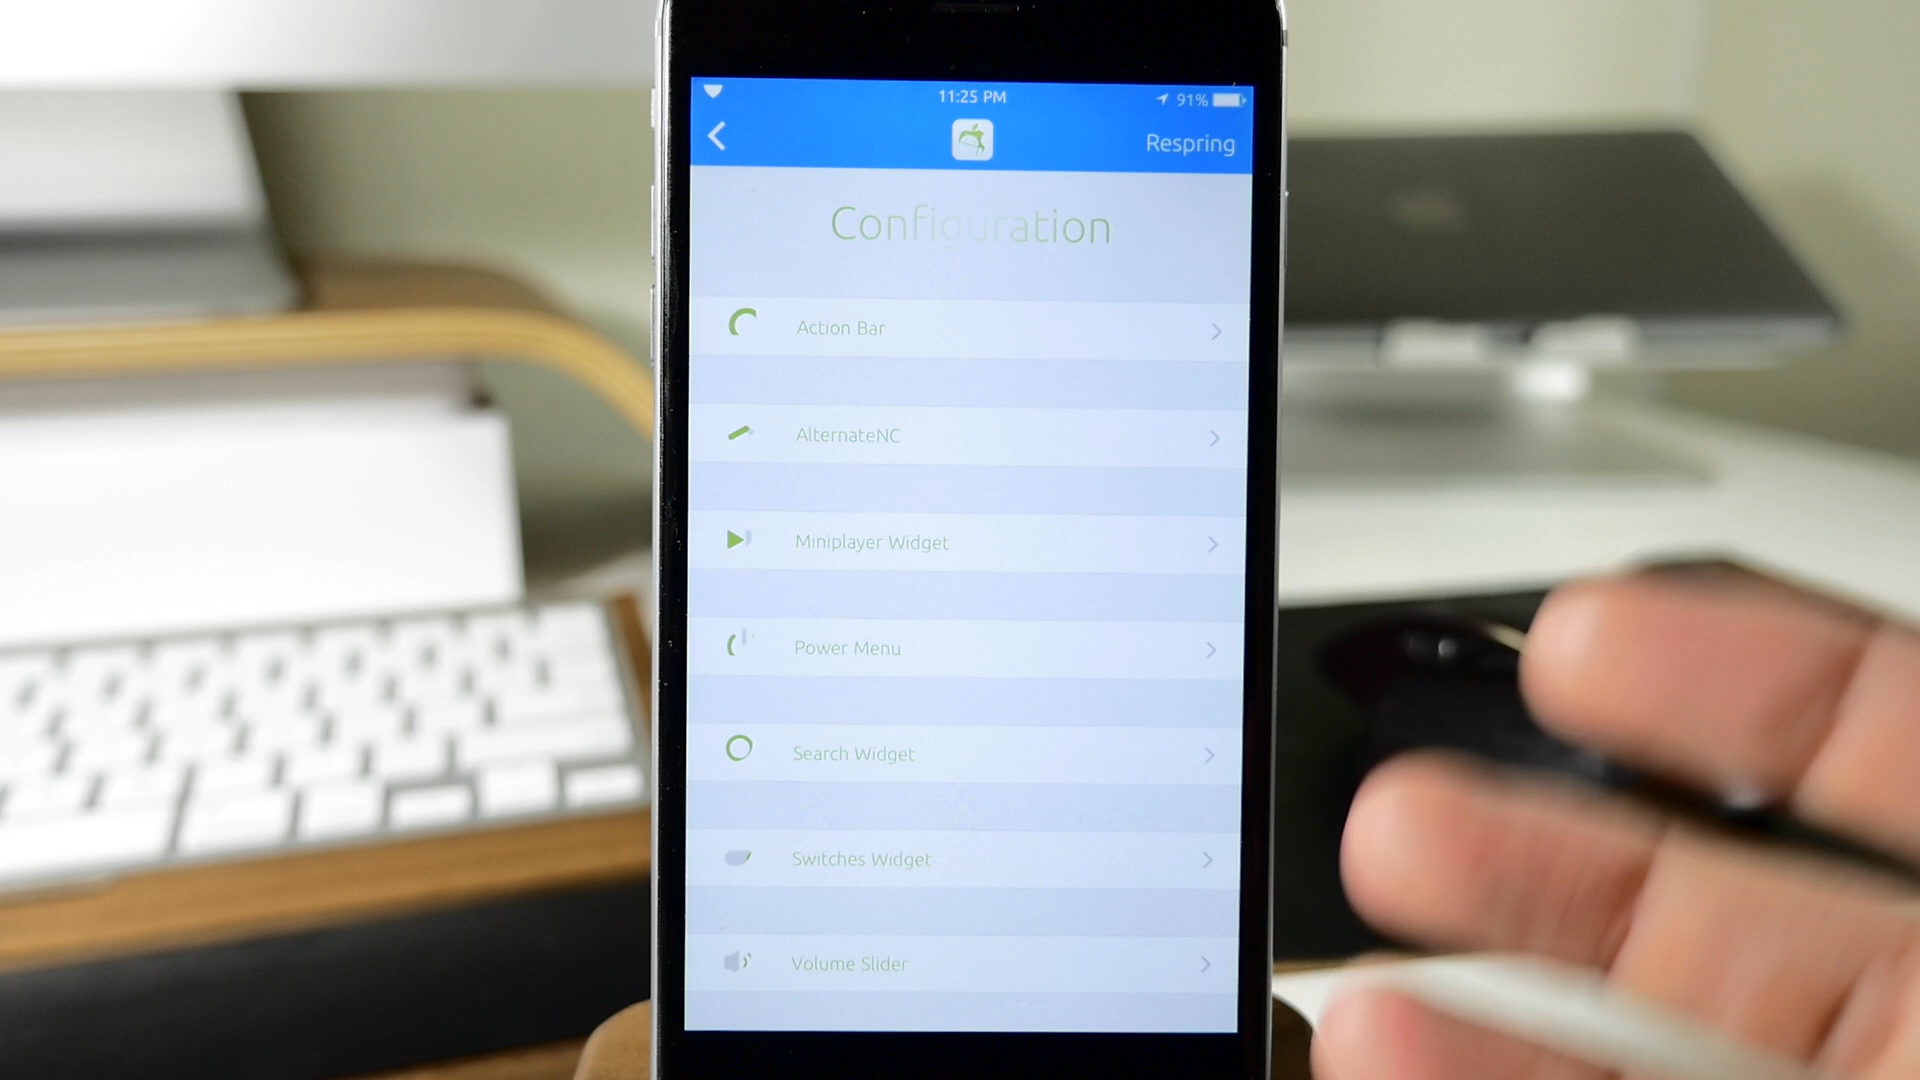 11:25 PM
91%
Respring
Configuration
Action Bar
AlternateNC
Miniplayer Widget
Power Menu
Search Widget
Switches Widget
Volume Slider